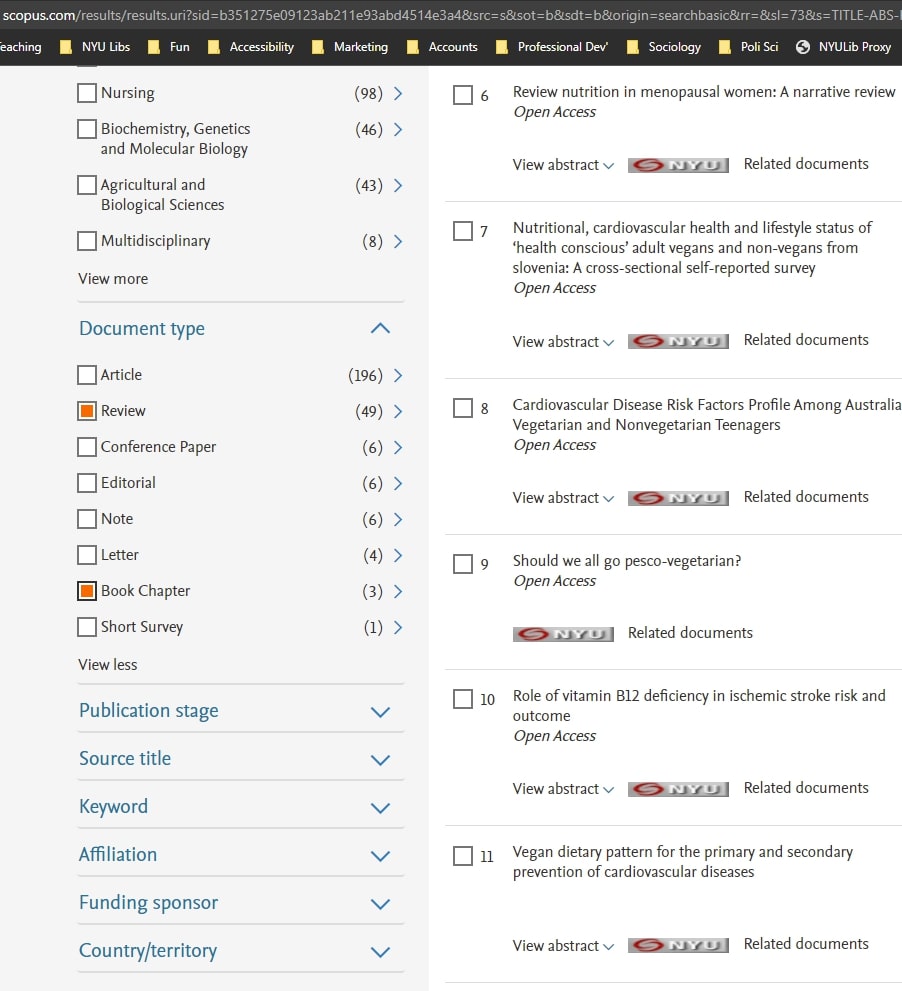 scopus.com/results/results.uri?sid=b351275e09123ab211e93abd4514e3a4&src=s&sot=b&sdt=b&origin=searchbasic&rr=&sl=73&s=TITLE-ABS-
eaching NYU Libs Fun Accessibility Marketing Accounts Professional Dev' Sociology Poli Sci NYULib Proxy
Nursing (98)
Biochemistry, Genetics (46)
and Molecular Biology
Agricultural and (43)
Biological Sciences
Multidisciplinary (8)
View more
Document type
Article (196)
Review (49)
Conference Paper (6)
Editorial (6)
Note (6)
Letter (4)
Book Chapter (3)
Short Survey (1)
View less
Publication stage
Source title
Keyword
Affiliation
Funding sponsor
Country/territory
6 Review nutrition in menopausal women: A narrative review
Open Access
View abstract NYU Related documents
7 Nutritional, cardiovascular health and lifestyle status of
‘health conscious’ adult vegans and non-vegans from
slovenia: A cross-sectional self-reported survey
Open Access
View abstract NYU Related documents
8 Cardiovascular Disease Risk Factors Profile Among Australia
Vegetarian and Nonvegetarian Teenagers
Open Access
View abstract NYU Related documents
9 Should we all go pesco-vegetarian?
Open Access
NYU Related documents
10 Role of vitamin B12 deficiency in ischemic stroke risk and
outcome
Open Access
View abstract NYU Related documents
11 Vegan dietary pattern for the primary and secondary
prevention of cardiovascular diseases
View abstract NYU Related documents